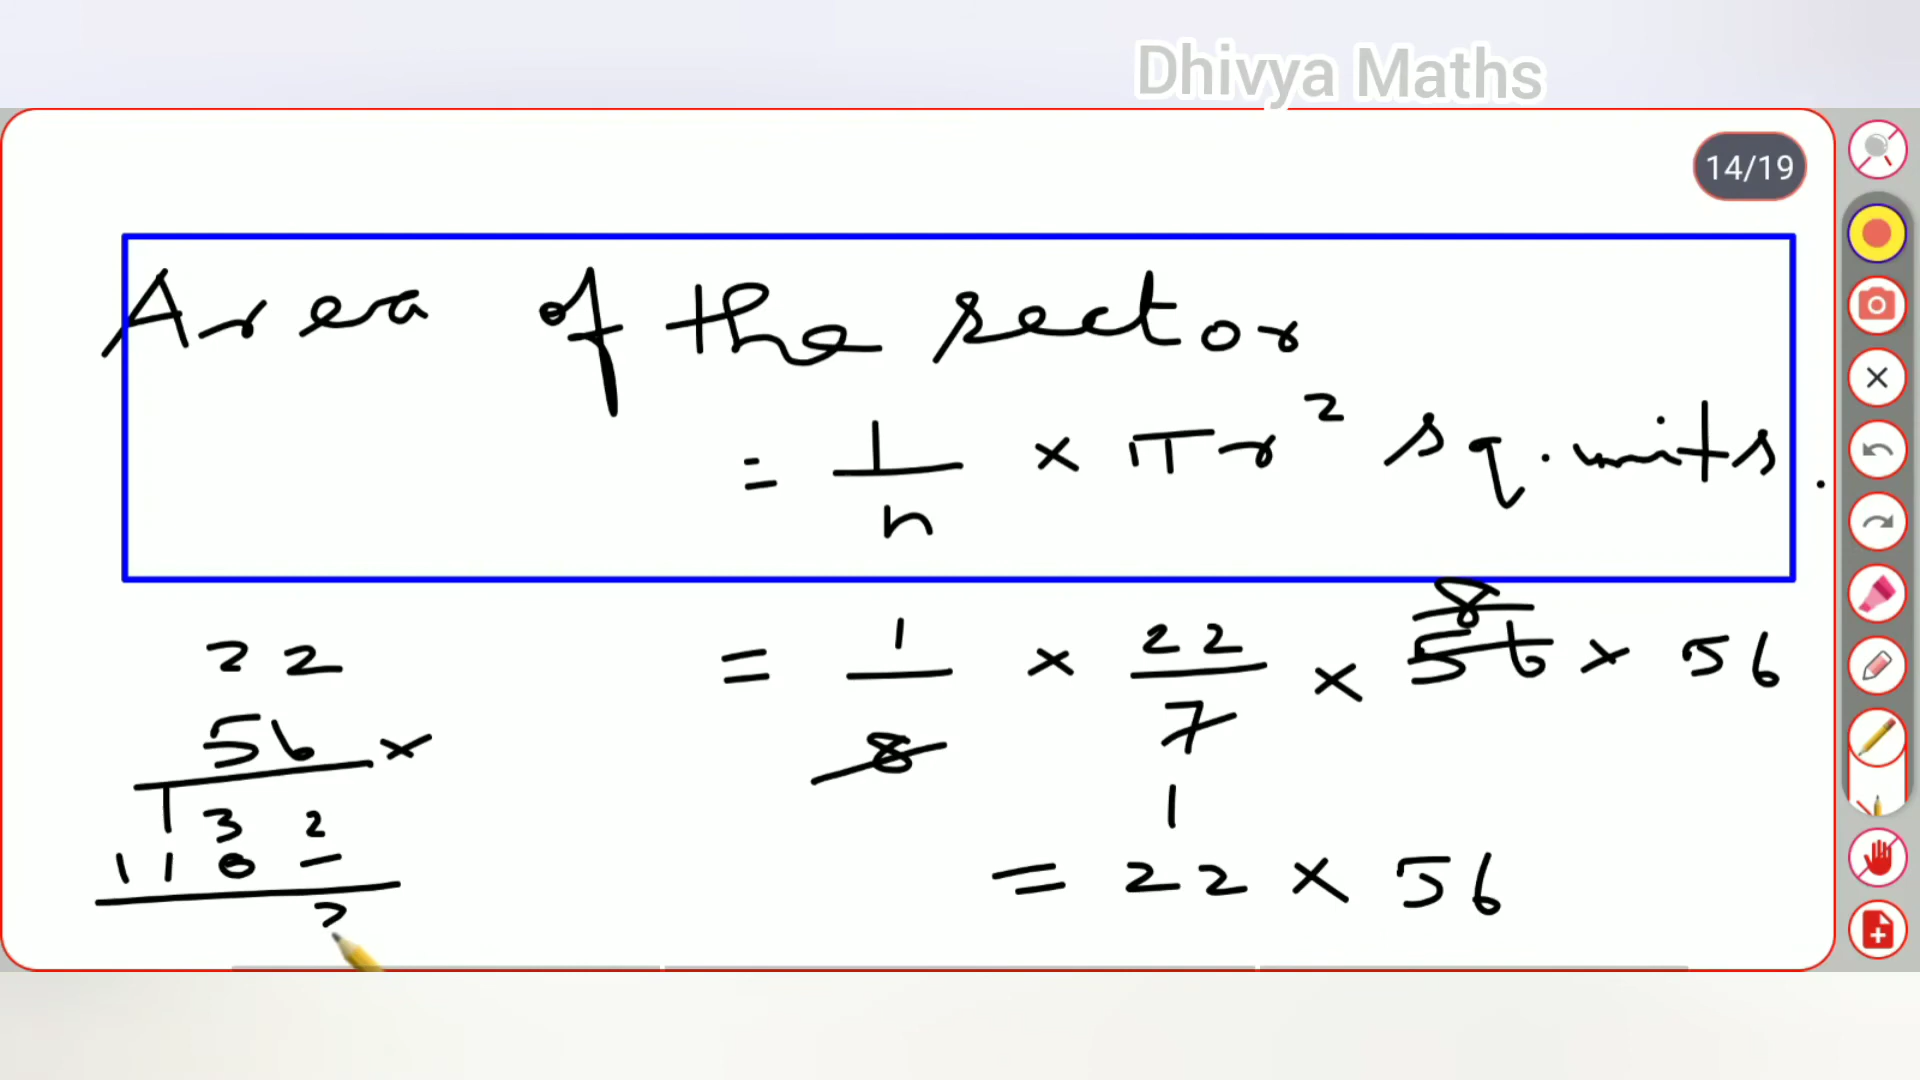 Dhivya Maths
14/19
Area of the sector
= 1/n × πr² sq.units.
= 1/8 × 22/7 × 56 × 56
8
1
= 22 × 56
22
56 ×
132
110 –
2